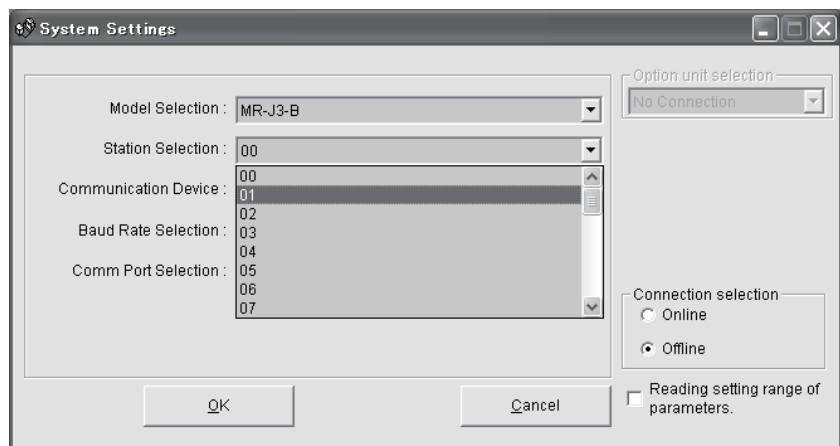 System Settings
Option unit selection
No Connection
Model Selection : MR-J3-B
Station Selection : 00
00
01
02
03
04
05
06
07
Communication Device :
Baud Rate Selection :
Comm Port Selection :
Connection selection
Online
Offline
Reading setting range of
parameters.
OK
Cancel